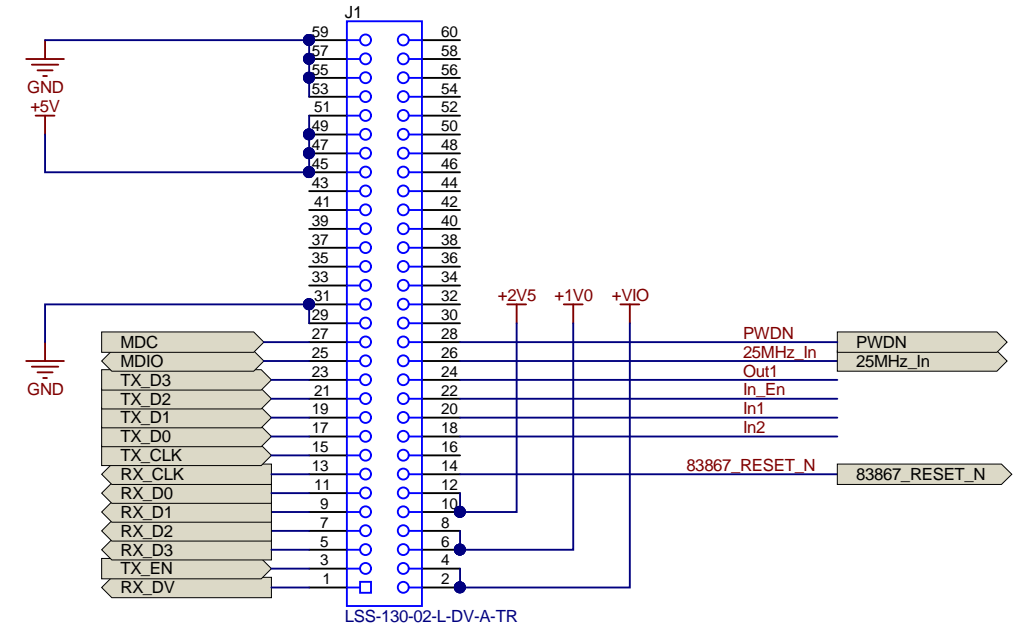 J1
59 60
57 58
55 56
GND
53 54
+5V
51 52
49 50
47 48
45 46
43 44
41 42
39 40
37 38
35 36
33 34
31 32 +2V5 +1V0 +VIO
29 30
MDC 27 28 PWDN PWDN
MDIO 25 26 25MHz_In 25MHz_In
GND
TX_D3 23 24 Out1
TX_D2 21 22 In_En
TX_D1 19 20 In1
TX_D0 17 18 In2
TX_CLK 15 16
RX_CLK 13 14 83867_RESET_N 83867_RESET_N
RX_D0 11 12
RX_D1 9 10
RX_D2 7 8
RX_D3 5 6
TX_EN 3 4
RX_DV 1 2
LSS-130-02-L-DV-A-TR